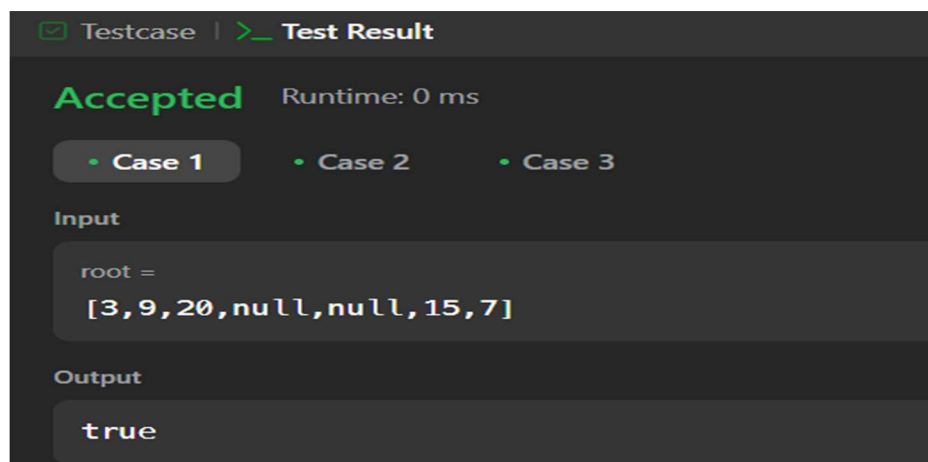 Testcase | >_ Test Result
Accepted Runtime: 0 ms
• Case 1 • Case 2 • Case 3
Input
root =
[3,9,20,null,null,15,7]
Output
true